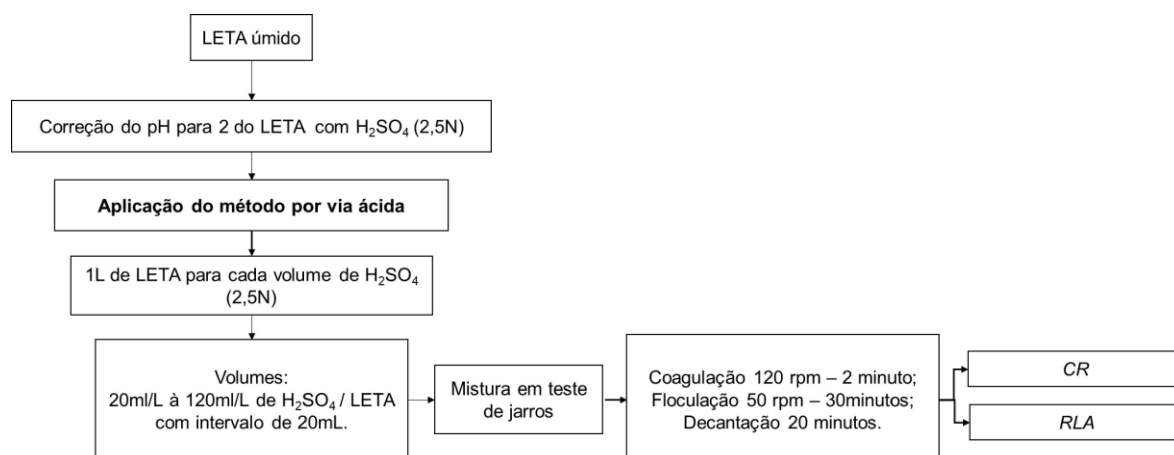 LETA úmido
Correção do pH para 2 do LETA com H₂SO₄ (2,5N)
Aplicação do método por via ácida
1L de LETA para cada volume de H₂SO₄
(2,5N)
Volumes:
20ml/L à 120ml/L de H₂SO₄ / LETA
com intervalo de 20mL.
Mistura em teste
de jarros
Coagulação 120 rpm – 2 minuto;
Floculação 50 rpm – 30minutos;
Decantação 20 minutos.
CR
RLA